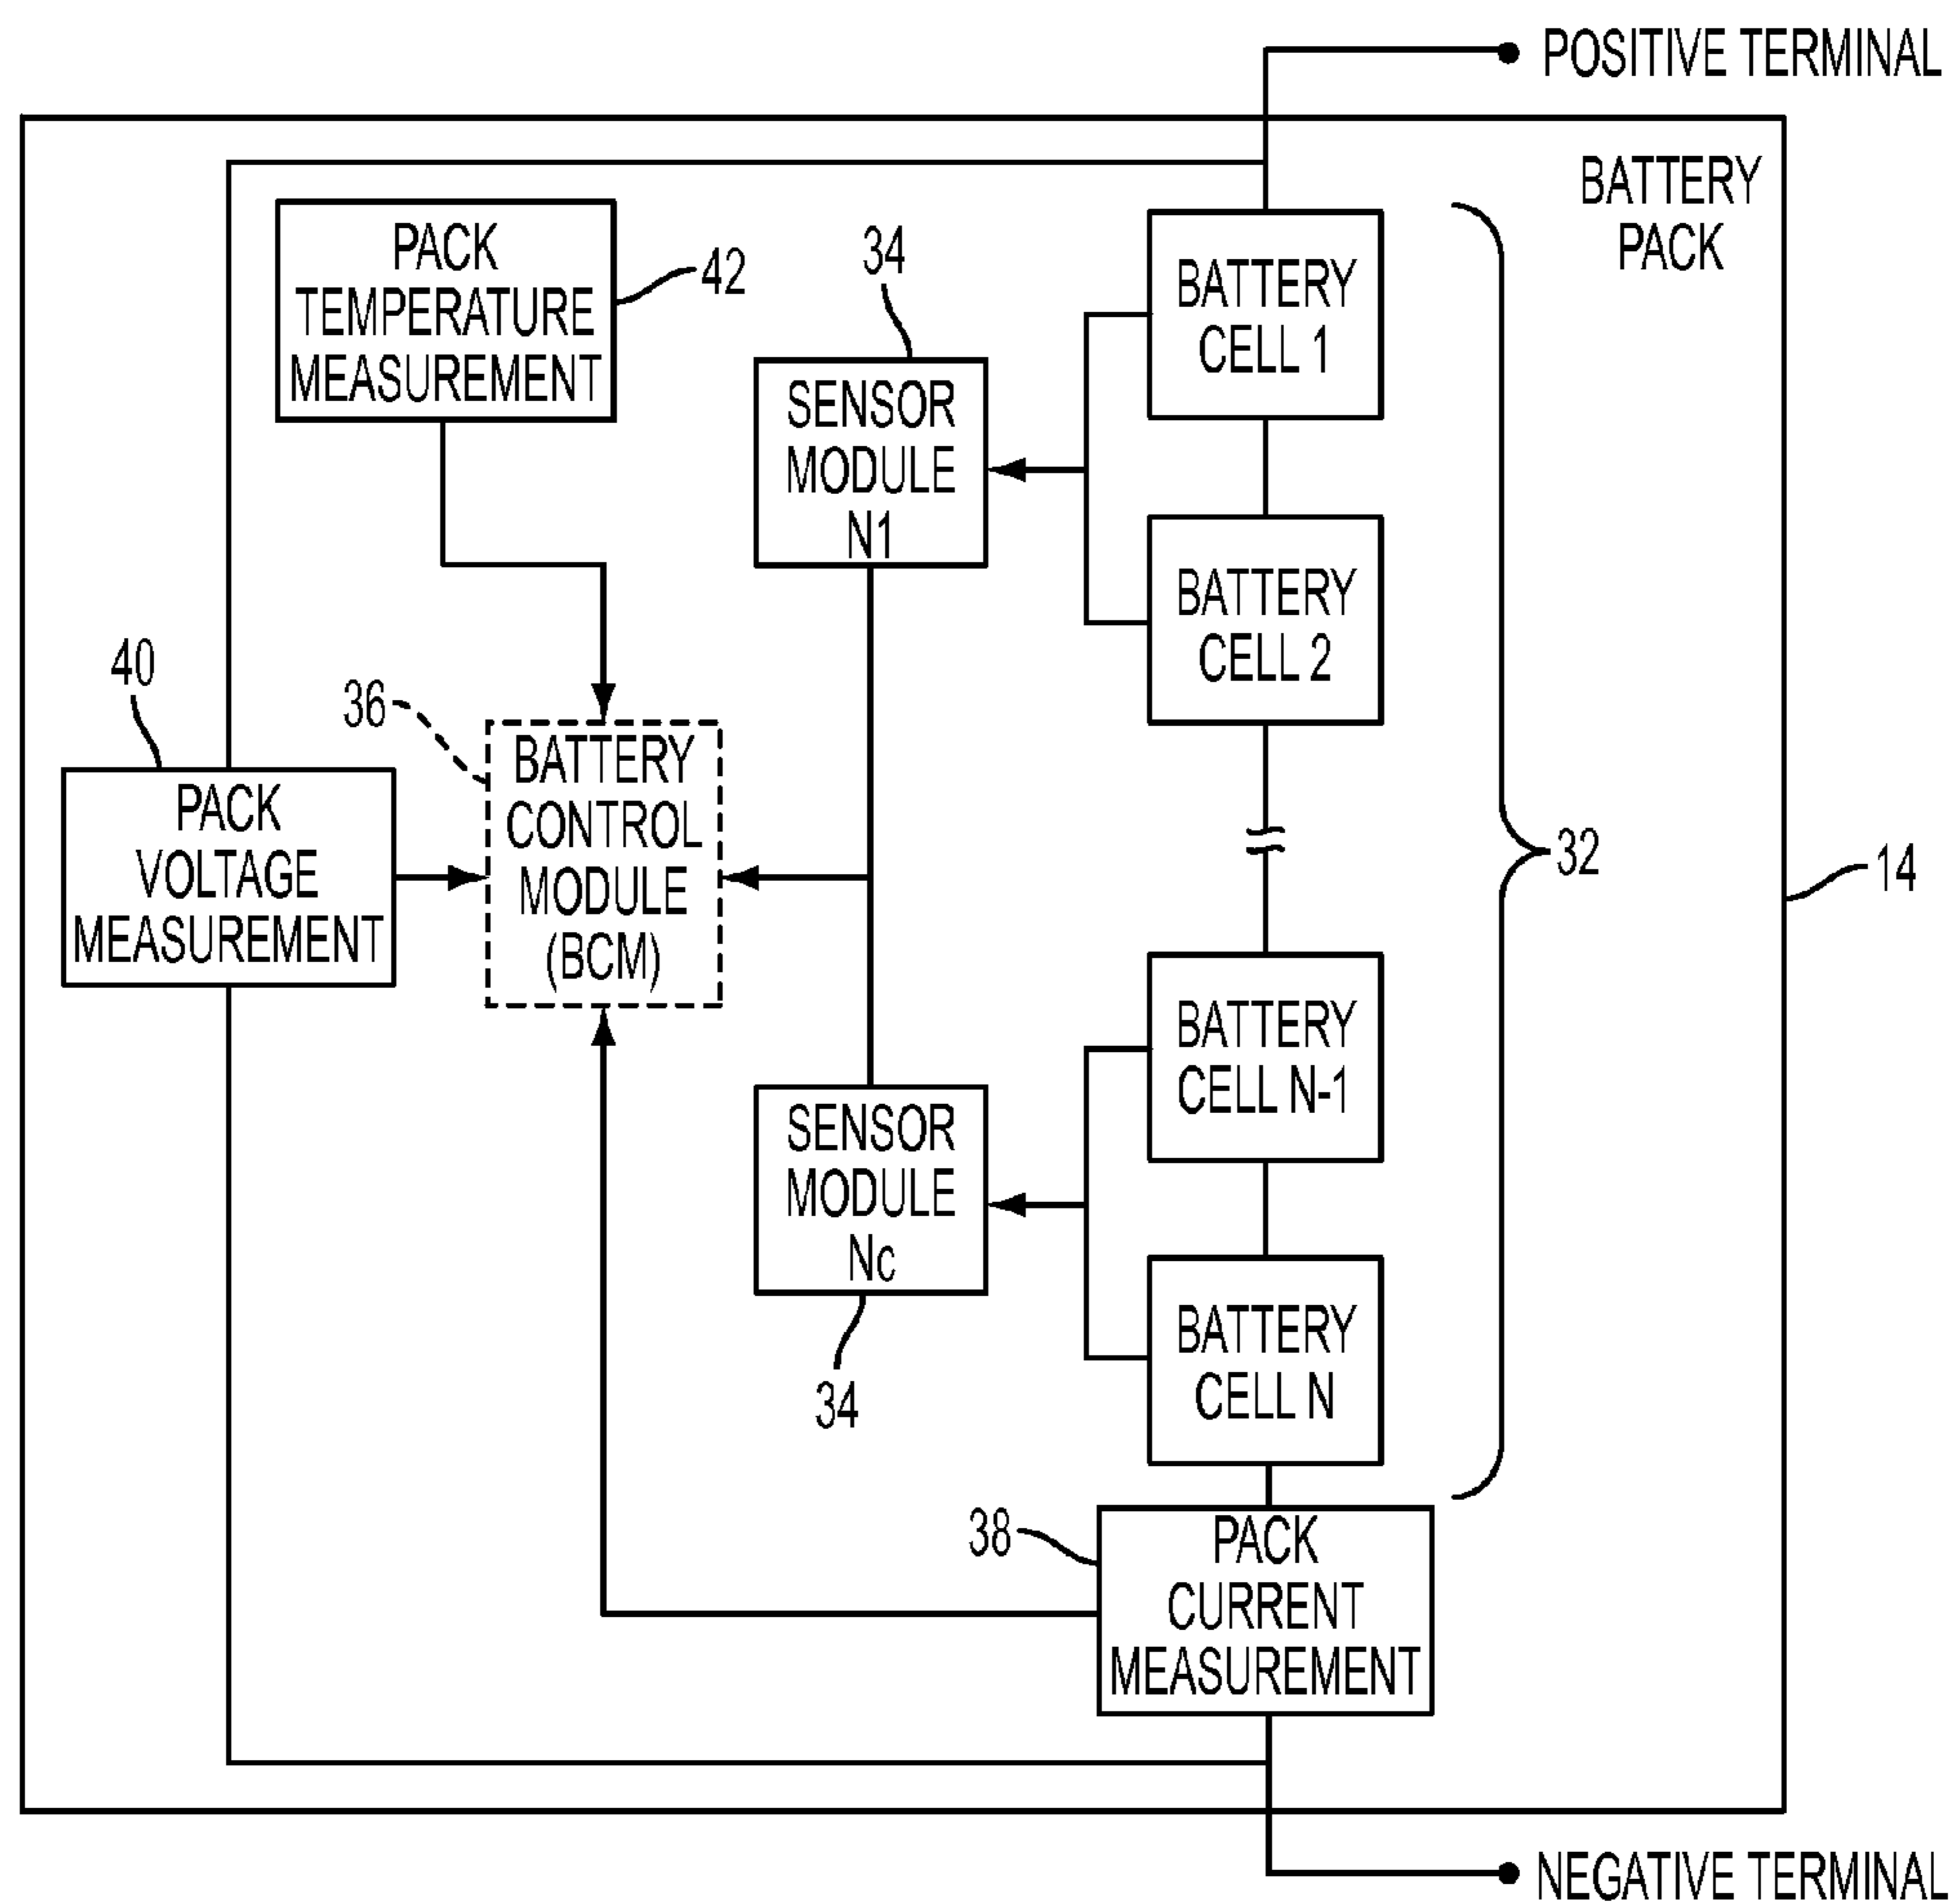 POSITIVE TERMINAL
BATTERY
PACK
PACK
TEMPERATURE
MEASUREMENT
42
34
SENSOR
MODULE
N1
BATTERY
CELL 1
BATTERY
CELL 2
40
36
PACK
VOLTAGE
MEASUREMENT
BATTERY
CONTROL
MODULE
(BCM)
32
14
SENSOR
MODULE
Nc
34
BATTERY
CELL N-1
BATTERY
CELL N
38
PACK
CURRENT
MEASUREMENT
NEGATIVE TERMINAL